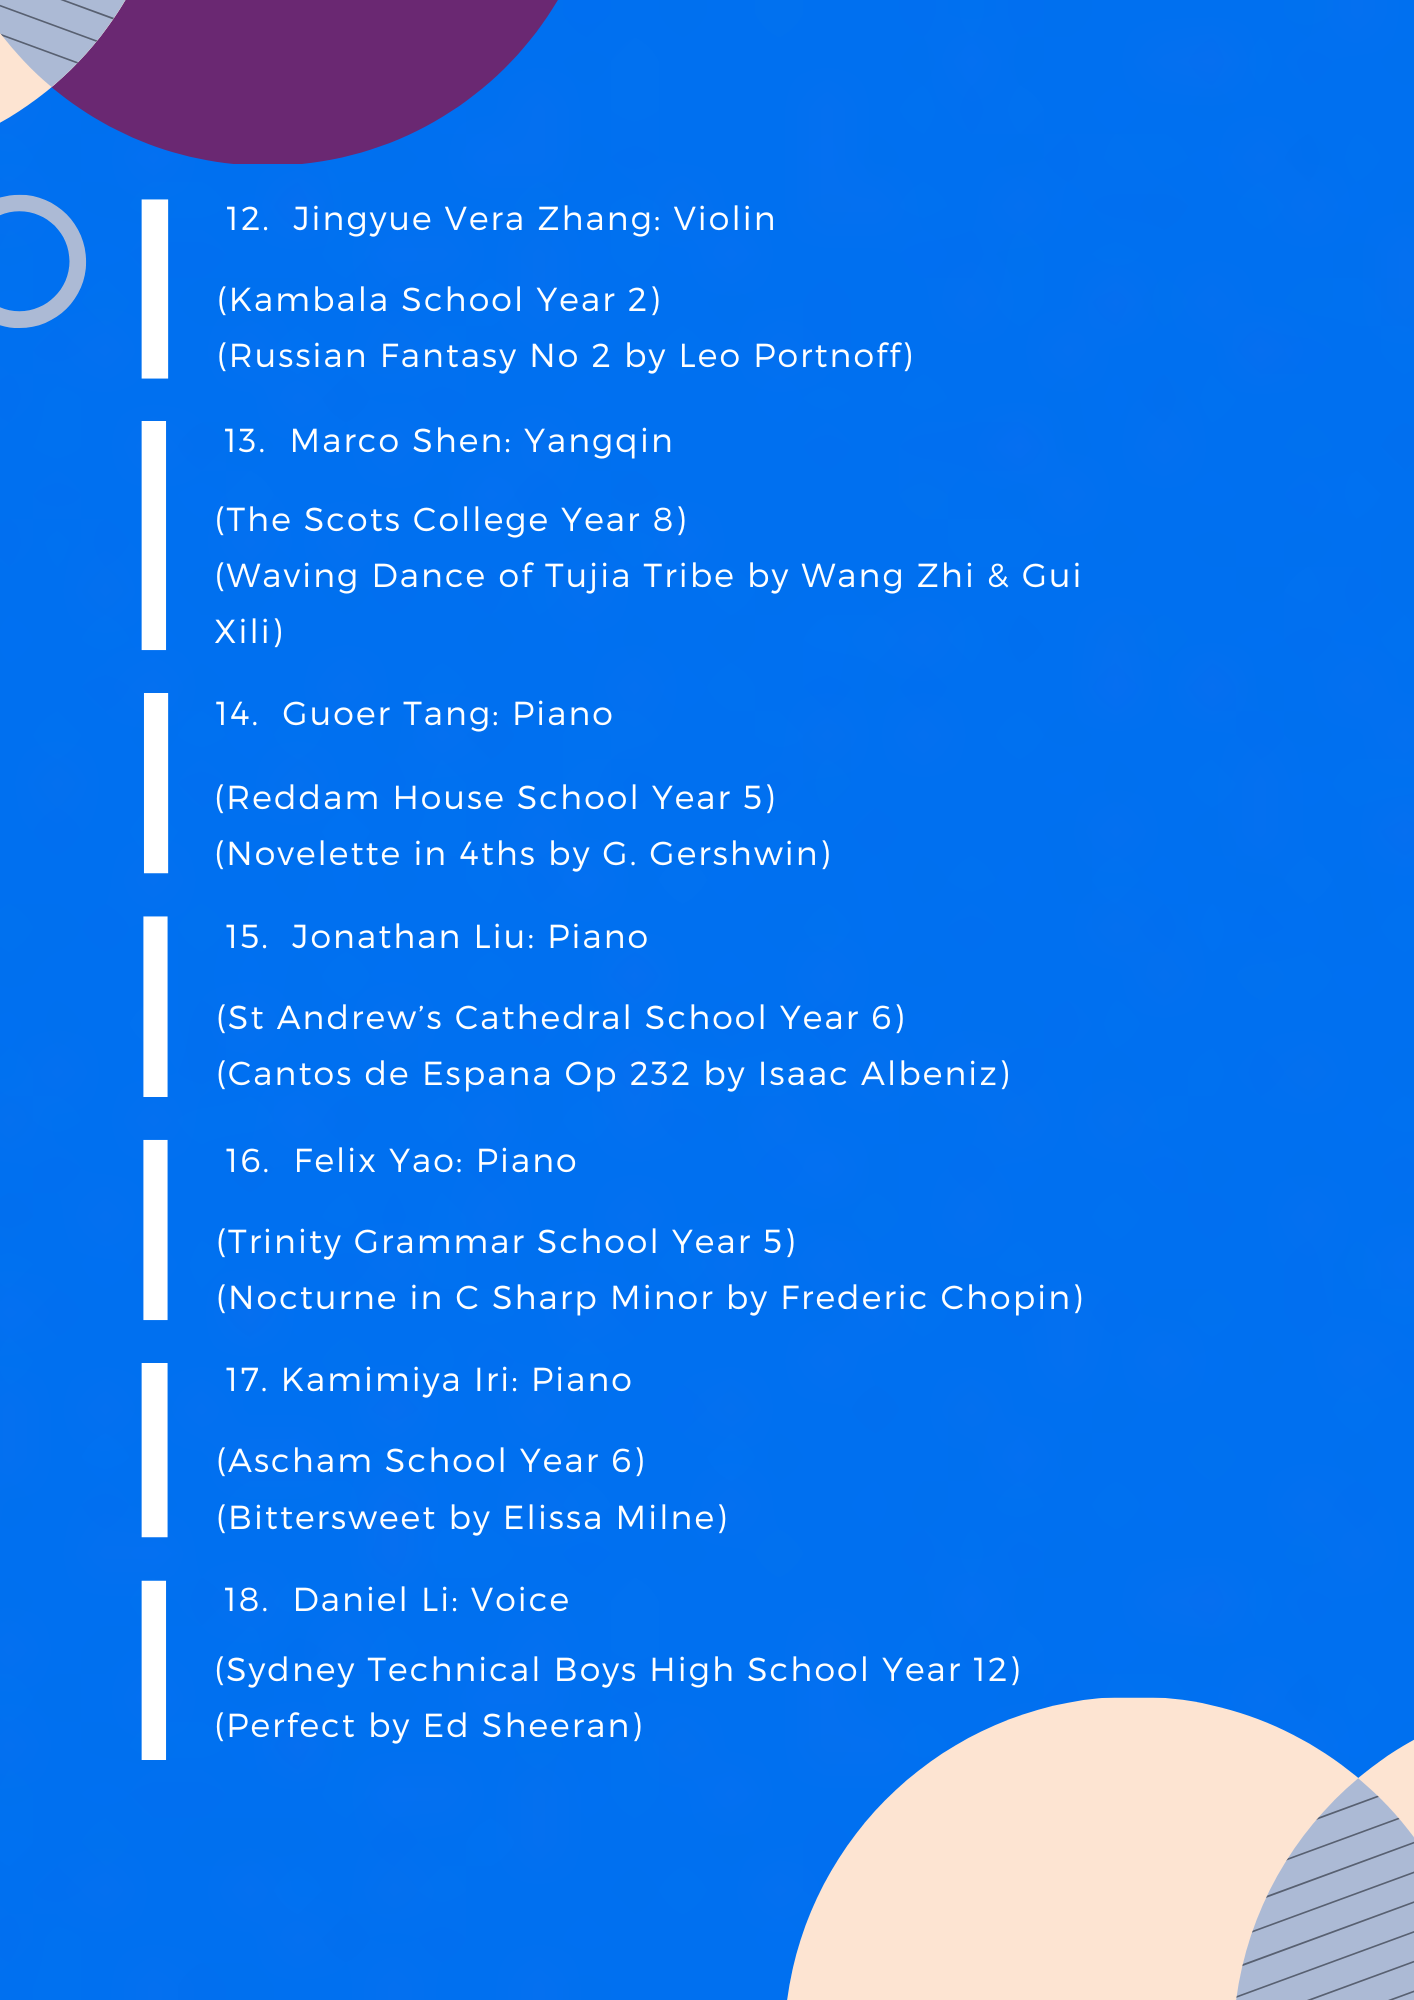 12. Jingyue Vera Zhang: Violin
(Kambala School Year 2)
(Russian Fantasy No 2 by Leo Portnoff)
13. Marco Shen: Yangqin
(The Scots College Year 8)
(Waving Dance of Tujia Tribe by Wang Zhi & Gui
Xili)
14. Guoer Tang: Piano
(Reddam House School Year 5)
(Novelette in 4ths by G. Gershwin)
15. Jonathan Liu: Piano
(St Andrew’s Cathedral School Year 6)
(Cantos de Espana Op 232 by Isaac Albeniz)
16. Felix Yao: Piano
(Trinity Grammar School Year 5)
(Nocturne in C Sharp Minor by Frederic Chopin)
17. Kamimiya Iri: Piano
(Ascham School Year 6)
(Bittersweet by Elissa Milne)
18. Daniel Li: Voice
(Sydney Technical Boys High School Year 12)
(Perfect by Ed Sheeran)